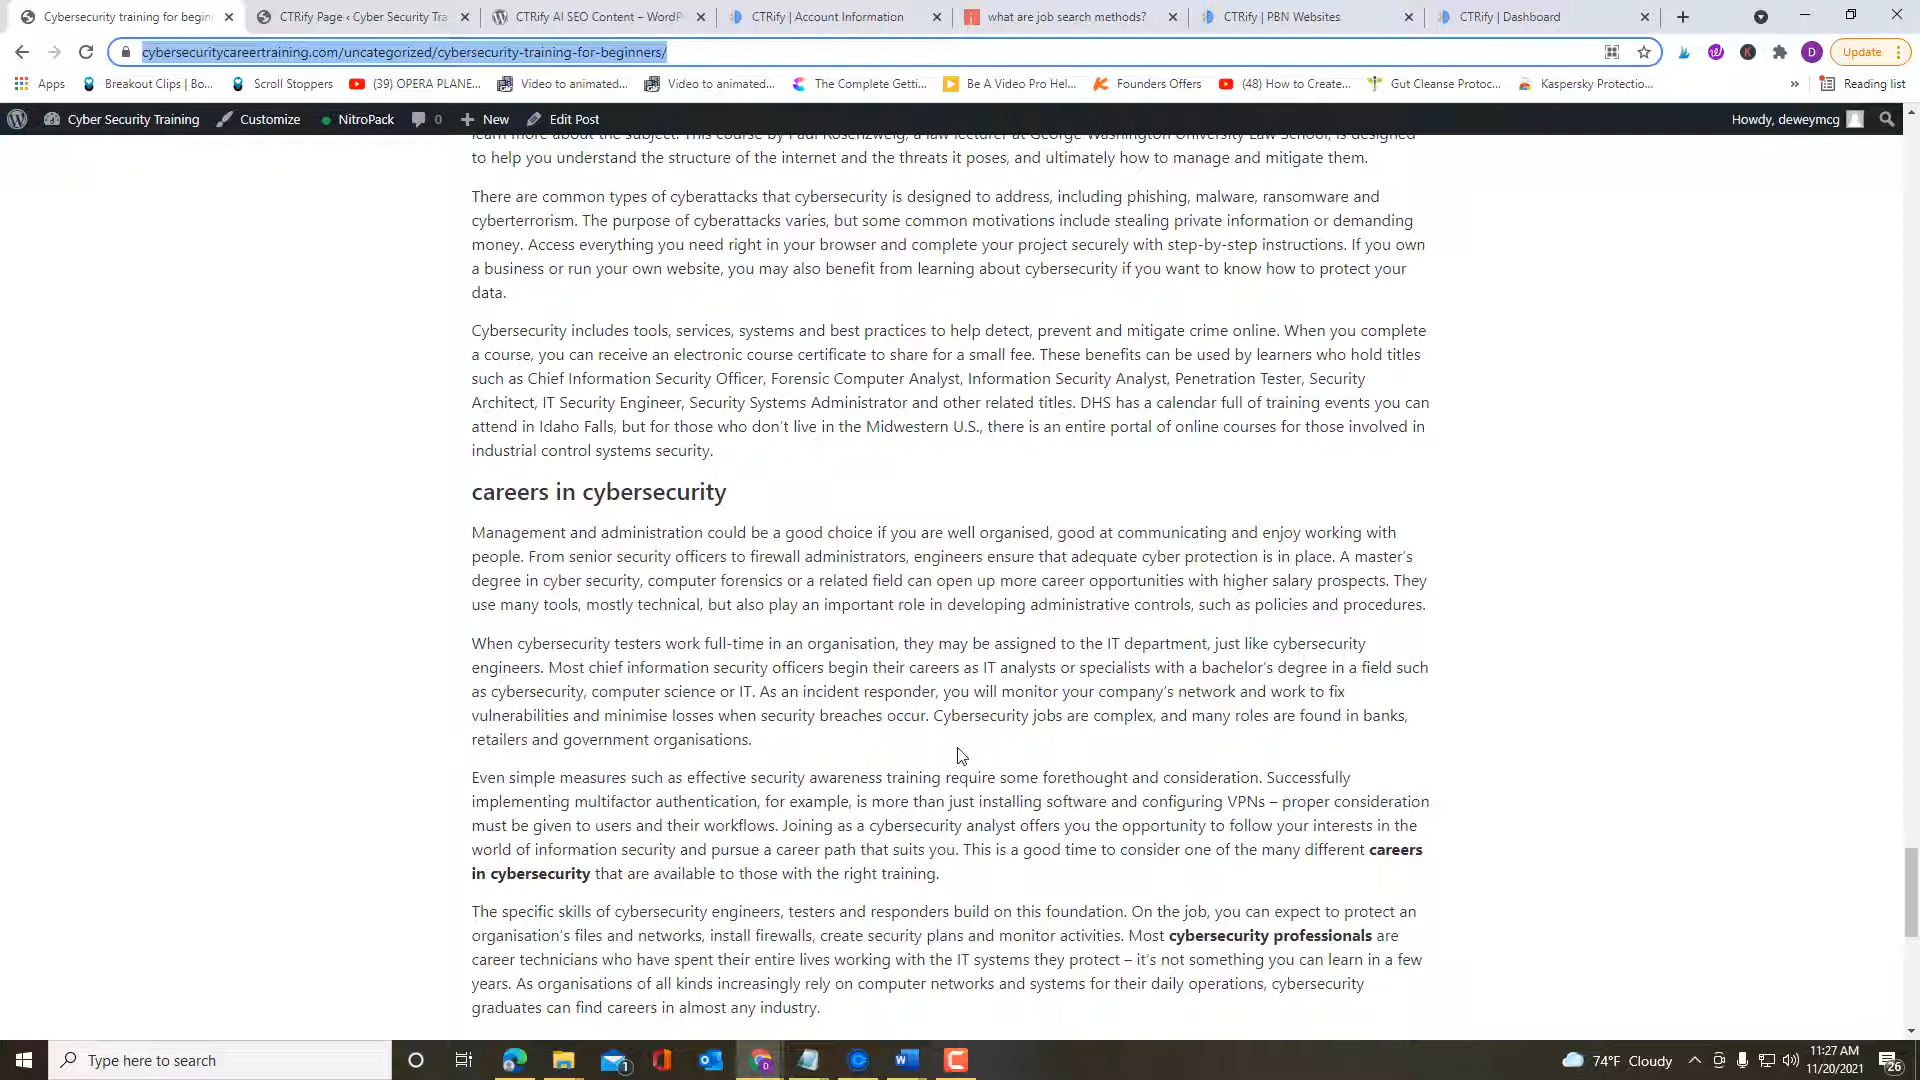 Cybersecurity training for begin
CTRify Page ‹ Cyber Security Tra
CTRify AI SEO Content – WordP
CTRify | Account Information
what are job search methods?
CTRify | PBN Websites
CTRify | Dashboard
cybersecuritycareertraining.com/uncategorized/cybersecurity-training-for-beginners/
K
D
Update
Apps
Breakout Clips | Bo...
Scroll Stoppers
(39) OPERA PLANE...
Video to animated...
Video to animated...
The Complete Getti...
Be A Video Pro Hel...
Founders Offers
(48) How to Create...
Gut Cleanse Protoc...
Kaspersky Protectio...
»
Reading list
Cyber Security Training
Customize
NitroPack
0
New
Edit Post
Howdy, deweymcg
learn more about the subject. This course by Paul Rosenzweig, a law lecturer at George Washington University Law School, is designed
to help you understand the structure of the internet and the threats it poses, and ultimately how to manage and mitigate them.
There are common types of cyberattacks that cybersecurity is designed to address, including phishing, malware, ransomware and
cyberterrorism. The purpose of cyberattacks varies, but some common motivations include stealing private information or demanding
money. Access everything you need right in your browser and complete your project securely with step-by-step instructions. If you own
a business or run your own website, you may also benefit from learning about cybersecurity if you want to know how to protect your
data.
Cybersecurity includes tools, services, systems and best practices to help detect, prevent and mitigate crime online. When you complete
a course, you can receive an electronic course certificate to share for a small fee. These benefits can be used by learners who hold titles
such as Chief Information Security Officer, Forensic Computer Analyst, Information Security Analyst, Penetration Tester, Security
Architect, IT Security Engineer, Security Systems Administrator and other related titles. DHS has a calendar full of training events you can
attend in Idaho Falls, but for those who don’t live in the Midwestern U.S., there is an entire portal of online courses for those involved in
industrial control systems security.
careers in cybersecurity
Management and administration could be a good choice if you are well organised, good at communicating and enjoy working with
people. From senior security officers to firewall administrators, engineers ensure that adequate cyber protection is in place. A master’s
degree in cyber security, computer forensics or a related field can open up more career opportunities with higher salary prospects. They
use many tools, mostly technical, but also play an important role in developing administrative controls, such as policies and procedures.
When cybersecurity testers work full-time in an organisation, they may be assigned to the IT department, just like cybersecurity
engineers. Most chief information security officers begin their careers as IT analysts or specialists with a bachelor’s degree in a field such
as cybersecurity, computer science or IT. As an incident responder, you will monitor your company’s network and work to fix
vulnerabilities and minimise losses when security breaches occur. Cybersecurity jobs are complex, and many roles are found in banks,
retailers and government organisations.
Even simple measures such as effective security awareness training require some forethought and consideration. Successfully
implementing multifactor authentication, for example, is more than just installing software and configuring VPNs – proper consideration
must be given to users and their workflows. Joining as a cybersecurity analyst offers you the opportunity to follow your interests in the
world of information security and pursue a career path that suits you. This is a good time to consider one of the many different careers
in cybersecurity that are available to those with the right training.
The specific skills of cybersecurity engineers, testers and responders build on this foundation. On the job, you can expect to protect an
organisation’s files and networks, install firewalls, create security plans and monitor activities. Most cybersecurity professionals are
career technicians who have spent their entire lives working with the IT systems they protect – it’s not something you can learn in a few
years. As organisations of all kinds increasingly rely on computer networks and systems for their daily operations, cybersecurity
graduates can find careers in almost any industry.
Type here to search
1
74°F Cloudy
11:27 AM
11/20/2021
26